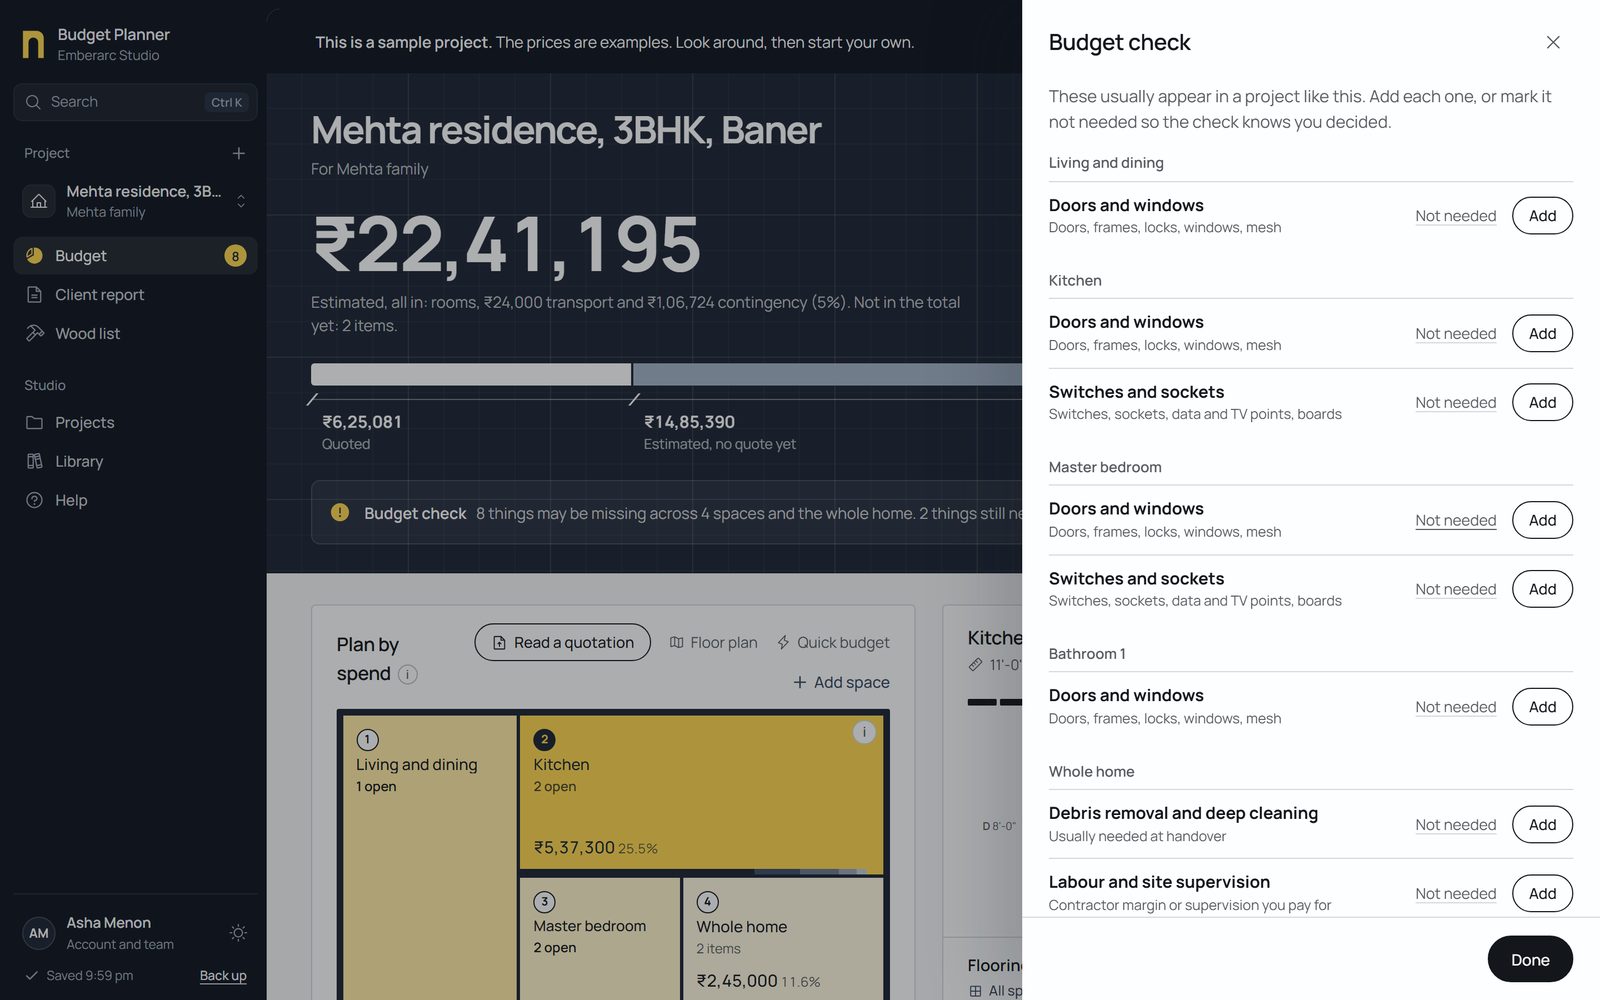 Budget Planner
Emberarc Studio
Search
Ctrl K
Project
Mehta residence, 3B...
Mehta family
Budget
8
Client report
Wood list
Studio
Projects
Library
Help
AM
Asha Menon
Account and team
Saved 9:59 pm
Back up
This is a sample project. The prices are examples. Look around, then start your own.
Mehta residence, 3BHK, Baner
For Mehta family
₹22,41,195
Estimated, all in: rooms, ₹24,000 transport and ₹1,06,724 contingency (5%). Not in the total
yet: 2 items.
₹6,25,081
Quoted
₹14,85,390
Estimated, no quote yet
Budget check 8 things may be missing across 4 spaces and the whole home. 2 things still ne
Plan by
spend
Read a quotation
Floor plan
Quick budget
Add space
1
Living and dining
1 open
2
Kitchen
2 open
₹5,37,300 25.5%
3
Master bedroom
2 open
4
Whole home
2 items
₹2,45,000 11.6%
Kitche
11'-0"
D 8'-0"
Floorin
All sp
Budget check
These usually appear in a project like this. Add each one, or mark it
not needed so the check knows you decided.
Living and dining
Doors and windows
Doors, frames, locks, windows, mesh
Not needed
Add
Kitchen
Doors and windows
Doors, frames, locks, windows, mesh
Not needed
Add
Switches and sockets
Switches, sockets, data and TV points, boards
Not needed
Add
Master bedroom
Doors and windows
Doors, frames, locks, windows, mesh
Not needed
Add
Switches and sockets
Switches, sockets, data and TV points, boards
Not needed
Add
Bathroom 1
Doors and windows
Doors, frames, locks, windows, mesh
Not needed
Add
Whole home
Debris removal and deep cleaning
Usually needed at handover
Not needed
Add
Labour and site supervision
Contractor margin or supervision you pay for
Not needed
Add
Done